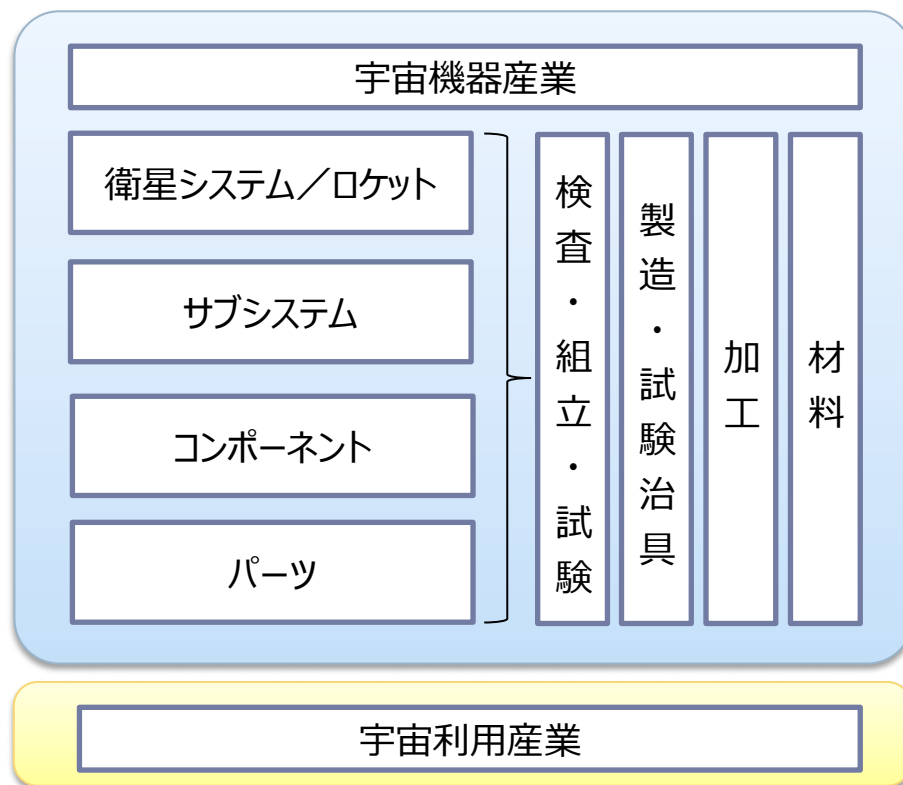 宇宙機器産業
衛星システム／ロケット
サブシステム
コンポーネント
パーツ
検査・組立・試験
製造・試験治具
加工
材料
宇宙利用産業